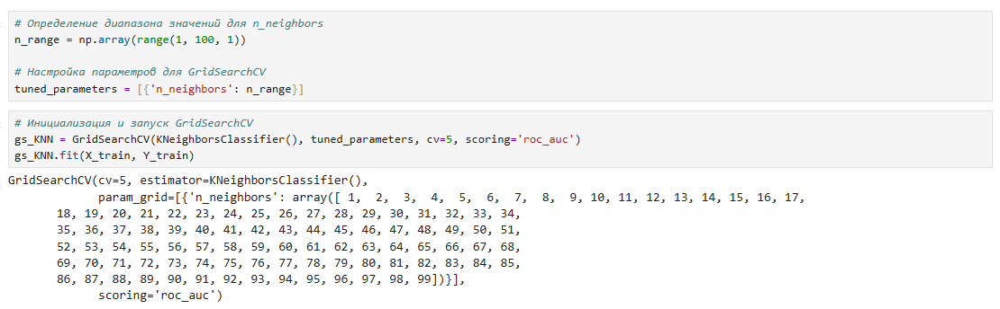 # Определение диапазона значений для n_neighbors
n_range = np.array(range(1, 100, 1))
# Настройка параметров для GridSearchCV
tuned_parameters = [{'n_neighbors': n_range}]
# Инициализация и запуск GridSearchCV
gs_KNN = GridSearchCV(KNeighborsClassifier(), tuned_parameters, cv=5, scoring='roc_auc')
gs_KNN.fit(X_train, Y_train)
GridSearchCV(cv=5, estimator=KNeighborsClassifier(),
             param_grid=[{'n_neighbors': array([ 1,  2,  3,  4,  5,  6,  7,  8,  9, 10, 11, 12, 13, 14, 15, 16, 17,
       18, 19, 20, 21, 22, 23, 24, 25, 26, 27, 28, 29, 30, 31, 32, 33, 34,
       35, 36, 37, 38, 39, 40, 41, 42, 43, 44, 45, 46, 47, 48, 49, 50, 51,
       52, 53, 54, 55, 56, 57, 58, 59, 60, 61, 62, 63, 64, 65, 66, 67, 68,
       69, 70, 71, 72, 73, 74, 75, 76, 77, 78, 79, 80, 81, 82, 83, 84, 85,
       86, 87, 88, 89, 90, 91, 92, 93, 94, 95, 96, 97, 98, 99])}],
             scoring='roc_auc')